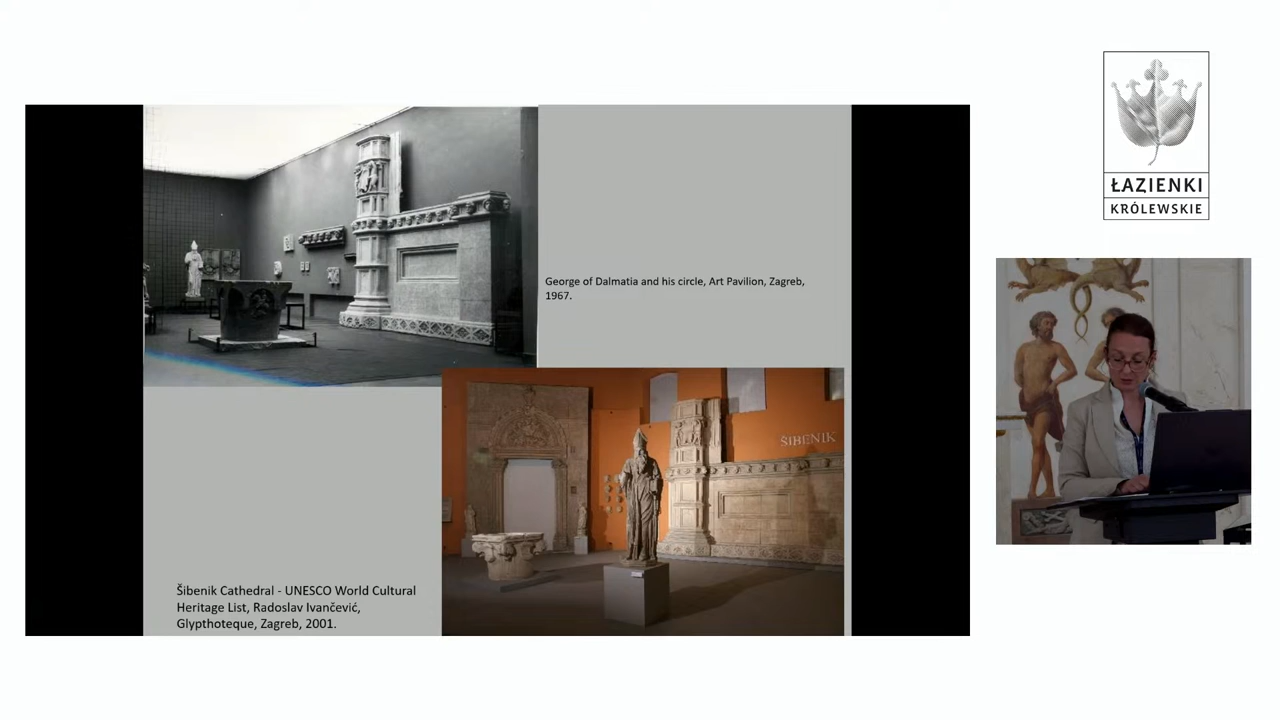 George of Dalmatia and his circle, Art Pavilion, Zagreb,
1967.
ŠIBENIK
Šibenik Cathedral - UNESCO World Cultural
Heritage List, Radoslav Ivančević,
Glypthoteque, Zagreb, 2001.
ŁAZIENKI
KRÓLEWSKIE